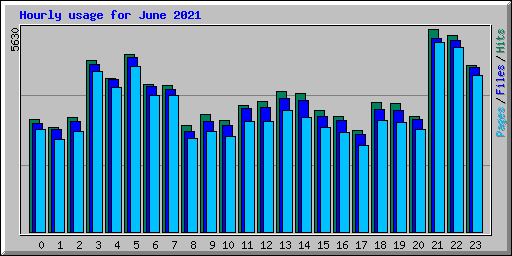 Hourly usage for June 2021
5630
Pages / Files / Hits
0 1 2 3 4 5 6 7 8 9 10 11 12 13 14 15 16 17 18 19 20 21 22 23